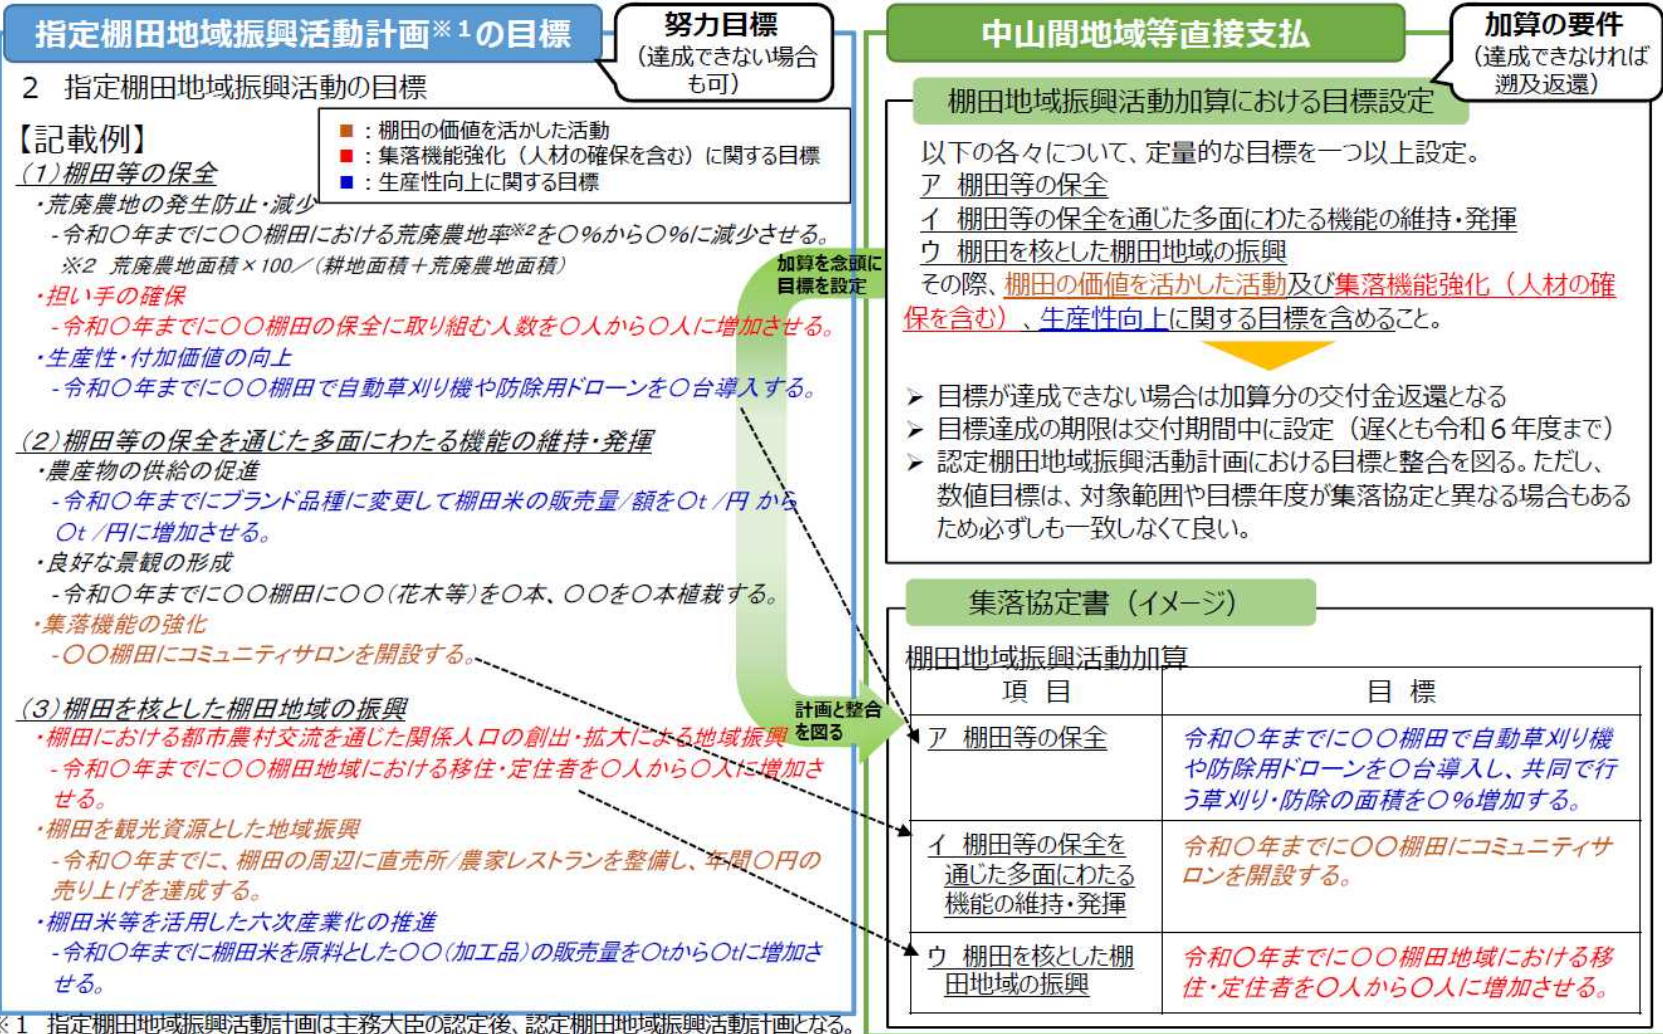 指定棚田地域振興活動計画※1の目標
努力目標
(達成できない場合
も可)
2　指定棚田地域振興活動の目標
【記載例】
■：棚田の価値を活かした活動
■：集落機能強化（人材の確保を含む）に関する目標
■：生産性向上に関する目標
(1)棚田等の保全
・荒廃農地の発生防止・減少
-令和〇年までに〇〇棚田における荒廃農地率※2を〇%から〇%に減少させる。
※2　荒廃農地面積×100／(耕地面積＋荒廃農地面積)
・担い手の確保
-令和〇年までに〇〇棚田の保全に取り組む人数を〇人から〇人に増加させる。
・生産性・付加価値の向上
-令和〇年までに〇〇棚田で自動草刈り機や防除用ドローンを〇台導入する。
(2)棚田等の保全を通じた多面にわたる機能の維持・発揮
・農産物の供給の促進
-令和〇年までにブランド品種に変更して棚田米の販売量/額を〇t /円 から
〇t /円に増加させる。
・良好な景観の形成
-令和〇年までに〇〇棚田に〇〇(花木等)を〇本、〇〇を〇本植栽する。
・集落機能の強化
-〇〇棚田にコミュニティサロンを開設する。
(3)棚田を核とした棚田地域の振興
・棚田における都市農村交流を通じた関係人口の創出・拡大による地域振興
-令和〇年までに〇〇棚田地域における移住・定住者を〇人から〇人に増加さ
せる。
・棚田を観光資源とした地域振興
-令和〇年までに、棚田の周辺に直売所/農家レストランを整備し、年間〇円の
売り上げを達成する。
・棚田米等を活用した六次産業化の推進
-令和〇年までに棚田米を原料とした〇〇(加工品)の販売量を〇tから〇tに増加さ
せる。
※1　指定棚田地域振興活動計画は主務大臣の認定後、認定棚田地域振興活動計画となる。
加算を念頭に
目標を設定
計画と整合
を図る
中山間地域等直接支払
加算の要件
(達成できなければ
遡及返還)
棚田地域振興活動加算における目標設定
以下の各々について、定量的な目標を一つ以上設定。
ア　棚田等の保全
イ　棚田等の保全を通じた多面にわたる機能の維持・発揮
ウ　棚田を核とした棚田地域の振興
その際、棚田の価値を活かした活動及び集落機能強化（人材の確
保を含む）、生産性向上に関する目標を含めること。
➢ 目標が達成できない場合は加算分の交付金返還となる
➢ 目標達成の期限は交付期間中に設定（遅くとも令和６年度まで）
➢ 認定棚田地域振興活動計画における目標と整合を図る。ただし、
数値目標は、対象範囲や目標年度が集落協定と異なる場合もある
ため必ずしも一致しなくて良い。
集落協定書（イメージ）
棚田地域振興活動加算
項 目
目 標
ア　棚田等の保全
令和〇年までに〇〇棚田で自動草刈り機
や防除用ドローンを〇台導入し、共同で行
う草刈り・防除の面積を〇%増加する。
イ　棚田等の保全を
通じた多面にわたる
機能の維持・発揮
令和〇年までに〇〇棚田にコミュニティサ
ロンを開設する。
ウ　棚田を核とした棚
田地域の振興
令和〇年までに〇〇棚田地域における移
住・定住者を〇人から〇人に増加させる。